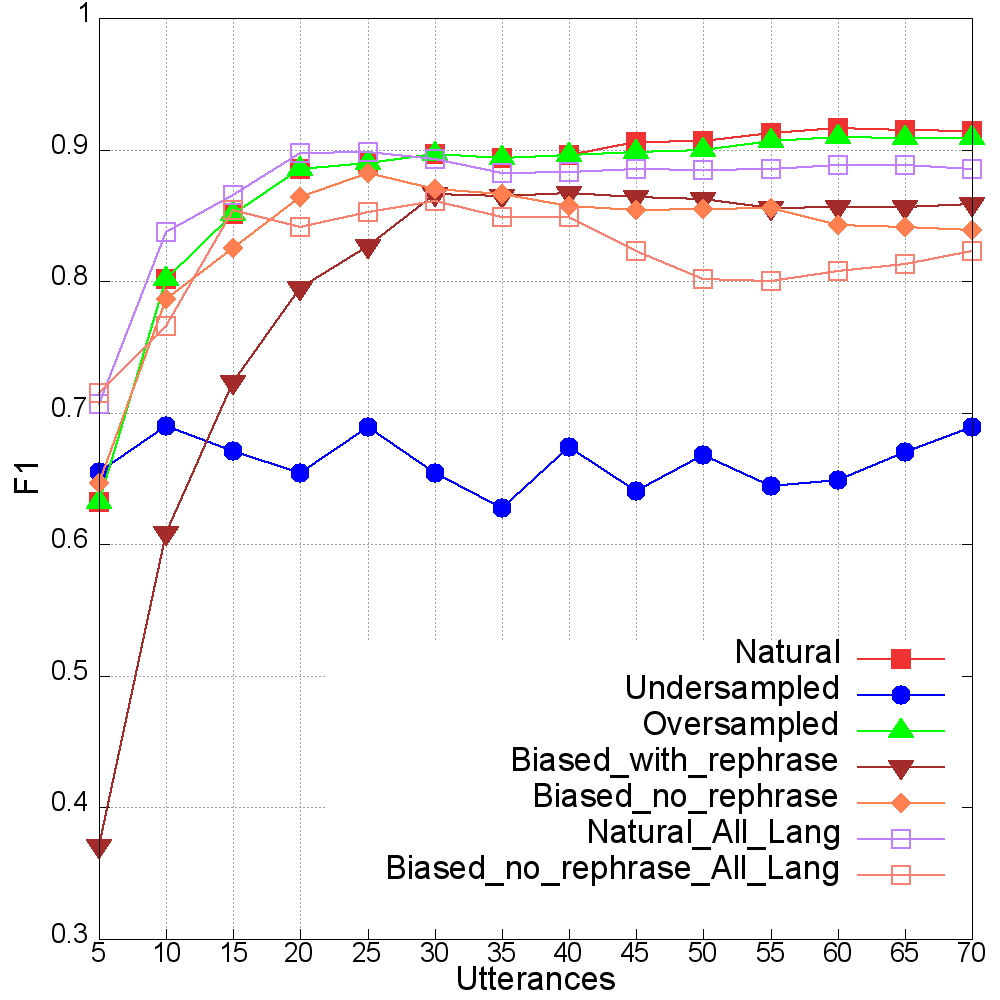 1
0.9
0.8
0.7
0.6
0.5
0.4
0.3
F1
Natural
Undersampled
Oversampled
Biased_with_rephrase
Biased_no_rephrase
Natural_All_Lang
Biased_no_rephrase_All_Lang
5 10 15 20 25 30 35 40 45 50 55 60 65 70
Utterances